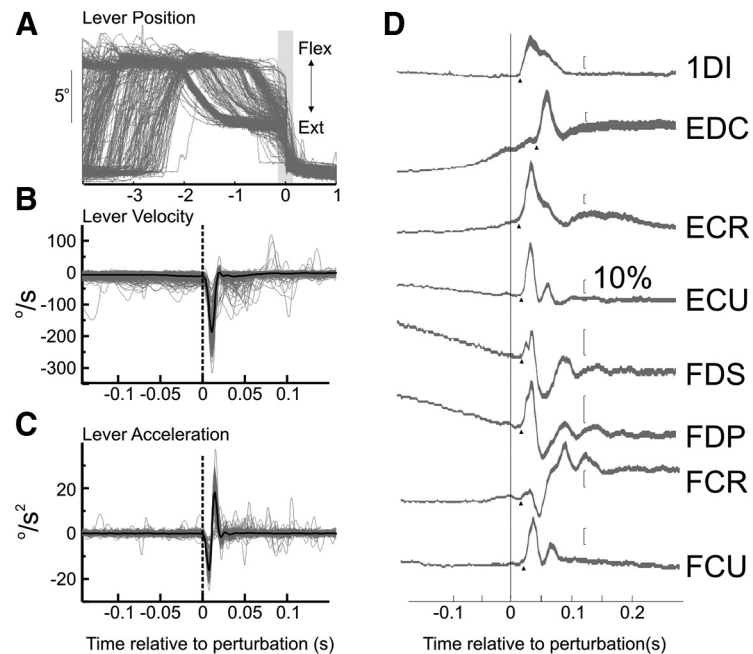 A
Lever Position
Flex
5°
Ext
-3 -2 -1 0 1
B
Lever Velocity
100
0
-100
-200
-300
°/s
-0.1 -0.05 0 0.05 0.1
C
Lever Acceleration
20
0
-20
°/s²
-0.1 -0.05 0 0.05 0.1
Time relative to perturbation (s)
D
1DI
EDC
ECR
10%
ECU
FDS
FDP
FCR
FCU
-0.1 0 0.1 0.2
Time relative to perturbation(s)